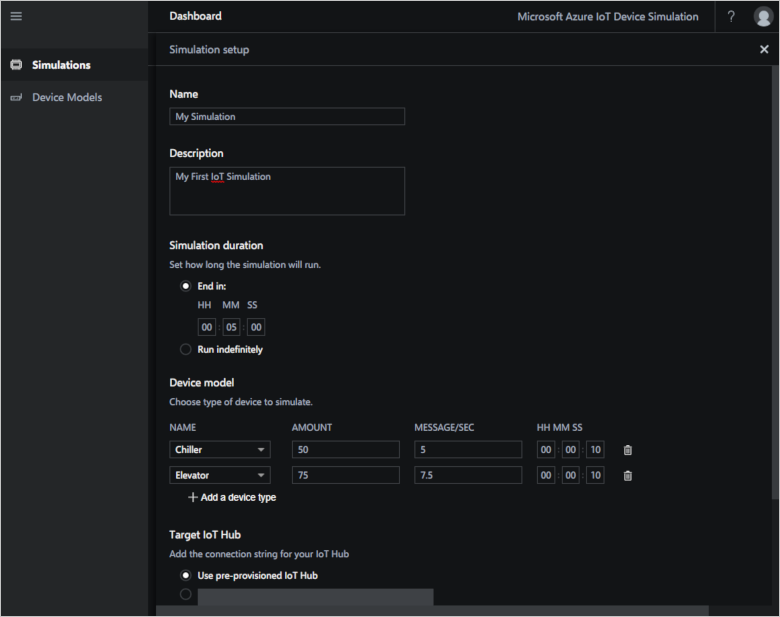 Dashboard
Microsoft Azure IoT Device Simulation
?
Simulation setup
Simulations
Device Models
Name
My Simulation
Description
My First IoT Simulation
Simulation duration
Set how long the simulation will run.
End in:
HH MM SS
00 : 05 : 00
Run indefinitely
Device model
Choose type of device to simulate.
NAME AMOUNT MESSAGE/SEC HH MM SS
Chiller 50 5 00 : 00 : 10
Elevator 75 7.5 00 : 00 : 10
Add a device type
Target IoT Hub
Add the connection string for your IoT Hub
Use pre-provisioned IoT Hub